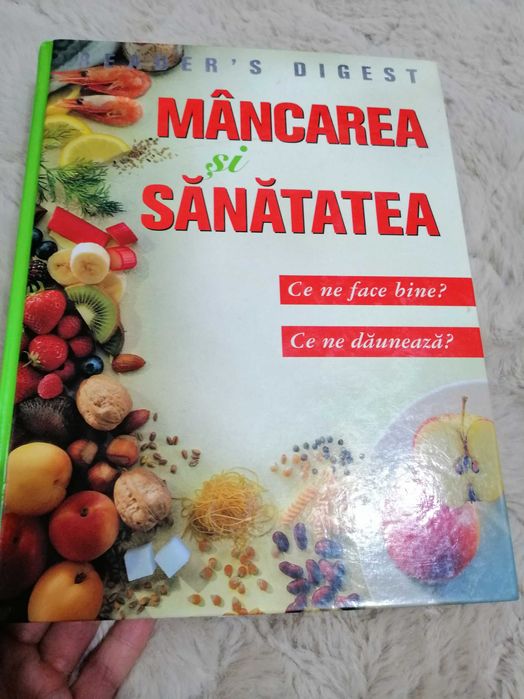 READER'S DIGEST
MÂNCAREA
și
SĂNĂTATEA
Ce ne face bine?
Ce ne dăunează?